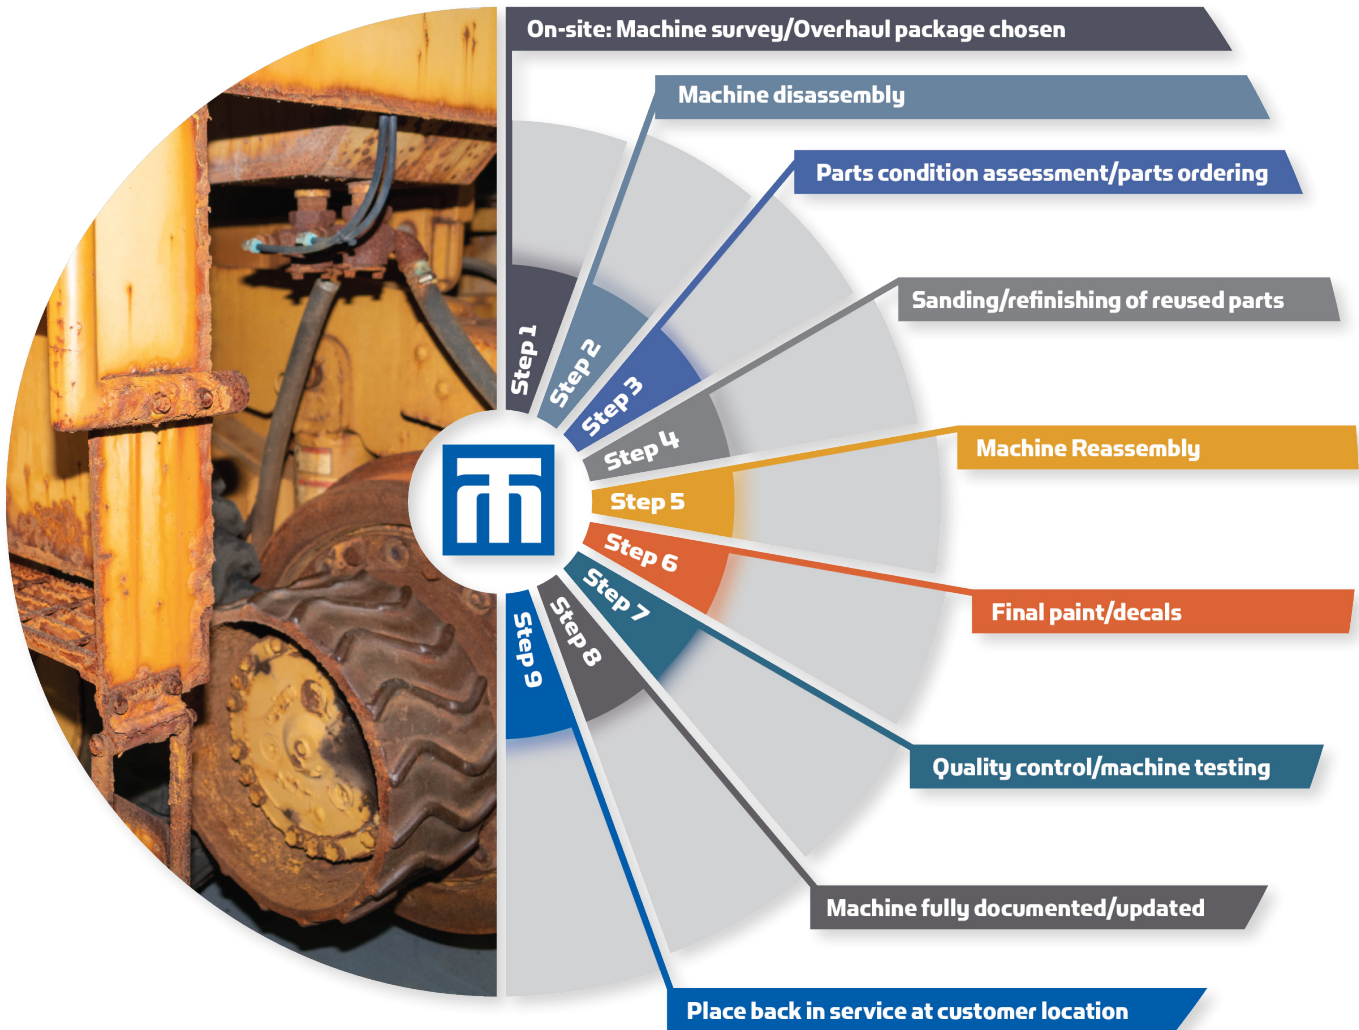 On-site: Machine survey/Overhaul package chosen
Machine disassembly
Parts condition assessment/parts ordering
Sanding/refinishing of reused parts
Machine Reassembly
Final paint/decals
Quality control/machine testing
Machine fully documented/updated
Place back in service at customer location
Step 1
Step 2
Step 3
Step 4
Step 5
Step 6
Step 7
Step 8
Step 9